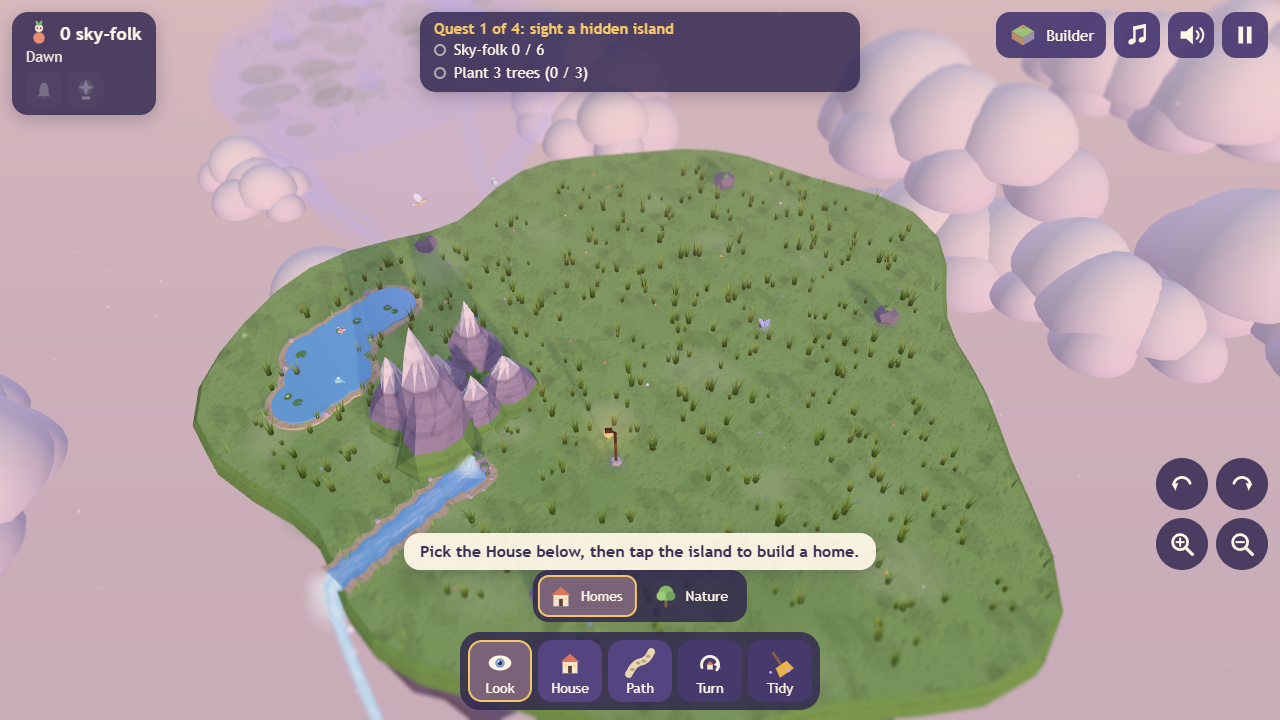 0 sky-folk
Dawn
Quest 1 of 4: sight a hidden island
Sky-folk 0 / 6
Plant 3 trees (0 / 3)
Builder
Pick the House below, then tap the island to build a home.
Homes
Nature
Look
House
Path
Turn
Tidy